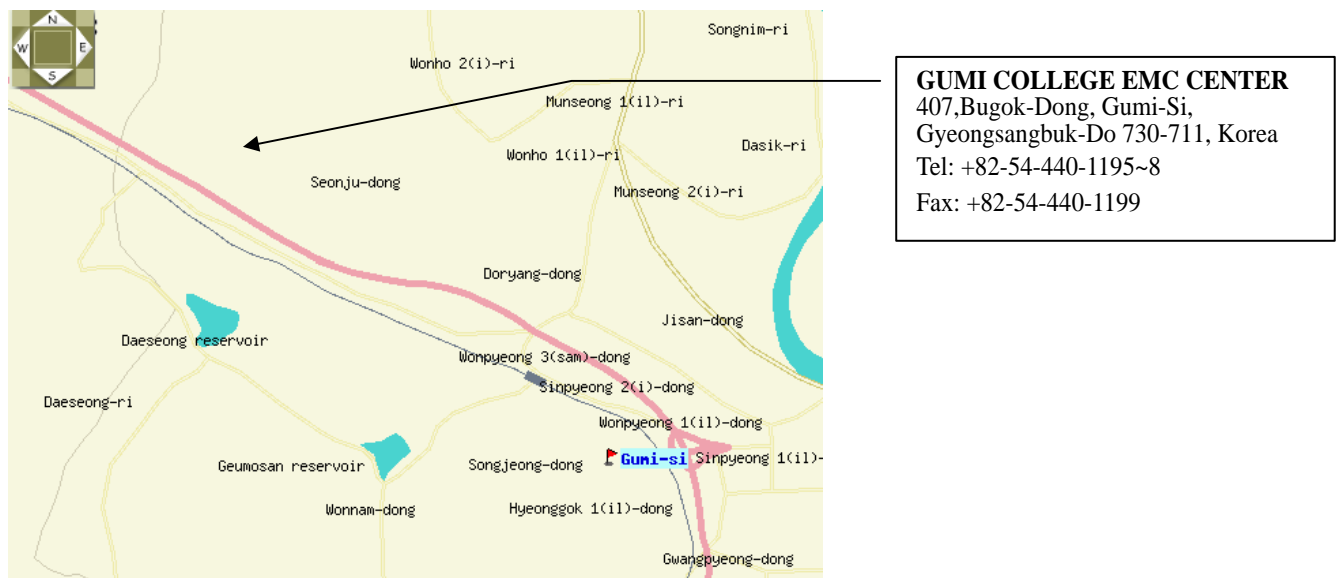 N
W E
S
Songnim-ri
Wonho 2(i)-ri
Munseong 1(il)-ri
Dasik-ri
Wonho 1(il)-ri
Seonju-dong
Munseong 2(i)-ri
Doryang-dong
Jisan-dong
Daeseong reservoir
Wonpyeong 3(sam)-dong
Sinpyeong 2(i)-dong
Daeseong-ri
Wonpyeong 1(il)-dong
Gumi-si
Sinpyeong 1(il)-
Geumosan reservoir
Songjeong-dong
Wonnam-dong
Hyeonggok 1(il)-dong
Gwangpyeong-dong
GUMI COLLEGE EMC CENTER
407,Bugok-Dong, Gumi-Si,
Gyeongsangbuk-Do 730-711, Korea
Tel: +82-54-440-1195~8
Fax: +82-54-440-1199